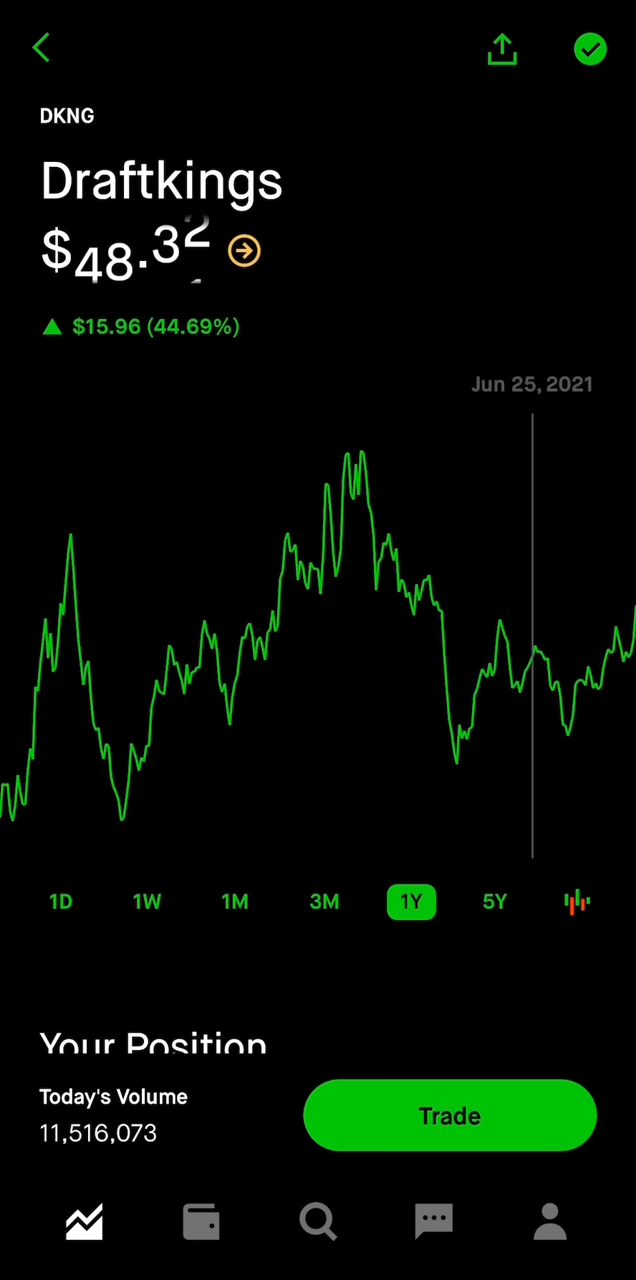 DKNG
Draftkings
$48.32
$15.96 (44.69%)
Jun 25, 2021
1D 1W 1M 3M 1Y 5Y
Your Position
Today's Volume
11,516,073
Trade